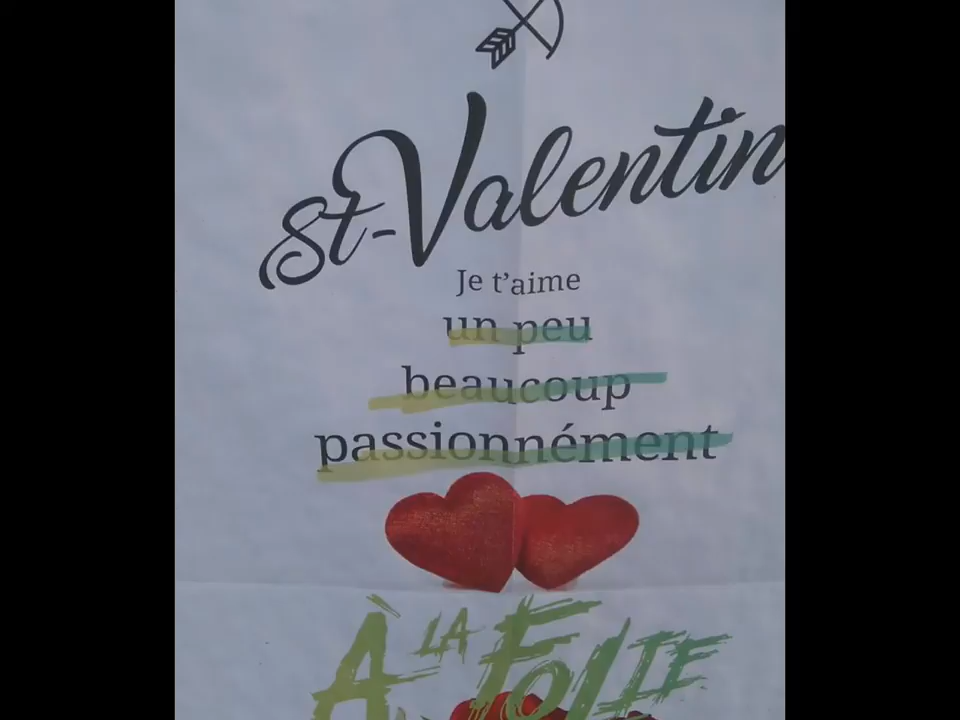 St-Valentin
Je t'aime
un peu
beaucoup
passionnément
À LA FOLIE